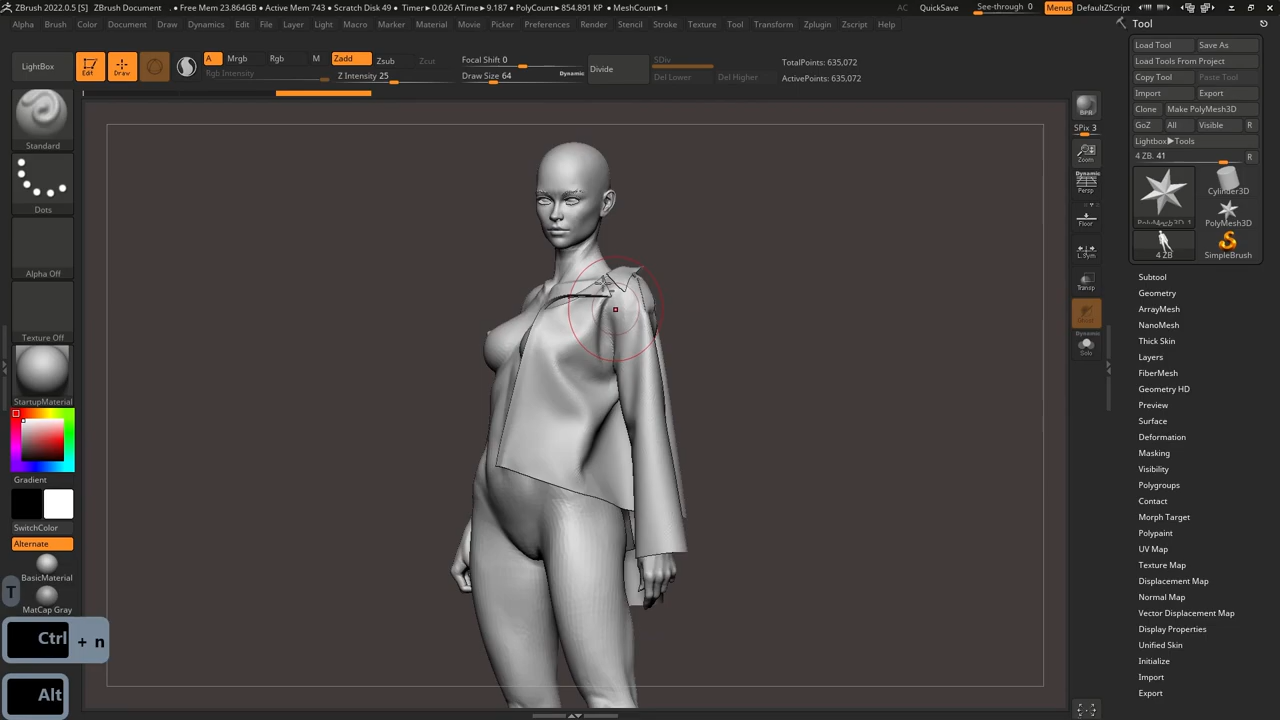 ZBrush 2022.0.5 [S] ZBrush Document . • Free Mem 23.864GB • Active Mem 743 • Scratch Disk 49 • Timer▶0.026 ATime▶9.187 • PolyCount▶854.891 KP • MeshCount▶1 AC QuickSave See-through 0 Menus DefaultZScript
Alpha Brush Color Document Draw Dynamics Edit File Layer Light Macro Marker Material Movie Picker Preferences Render Stencil Stroke Texture Tool Transform Zplugin Zscript Help
Tool
LightBox
Edit
Draw
A Mrgb Rgb M
Rgb Intensity
Zadd Zsub Zcut
Z Intensity 25
Focal Shift 0
Draw Size 64 Dynamic
Divide
SDiv
Del Lower Del Higher
TotalPoints: 635,072
ActivePoints: 635,072
Standard
Dots
Alpha Off
Texture Off
StartupMaterial
Gradient
SwitchColor
Alternate
BasicMaterial
MatCap Gray
T
Ctrl + n
Alt
BPR
SPix 3
Zoom
Dynamic
Persp
Floor
L.Sym
Transp
Ghost
Dynamic
Solo
Load Tool Save As
Load Tools From Project
Copy Tool Paste Tool
Import Export
Clone Make PolyMesh3D
GoZ All Visible R
Lightbox▶Tools
4 ZB. 41 R
PolyMesh3D_1
Cylinder3D
PolyMesh3D
4 ZB
SimpleBrush
Subtool
Geometry
ArrayMesh
NanoMesh
Thick Skin
Layers
FiberMesh
Geometry HD
Preview
Surface
Deformation
Masking
Visibility
Polygroups
Contact
Morph Target
Polypaint
UV Map
Texture Map
Displacement Map
Normal Map
Vector Displacement Map
Display Properties
Unified Skin
Initialize
Import
Export